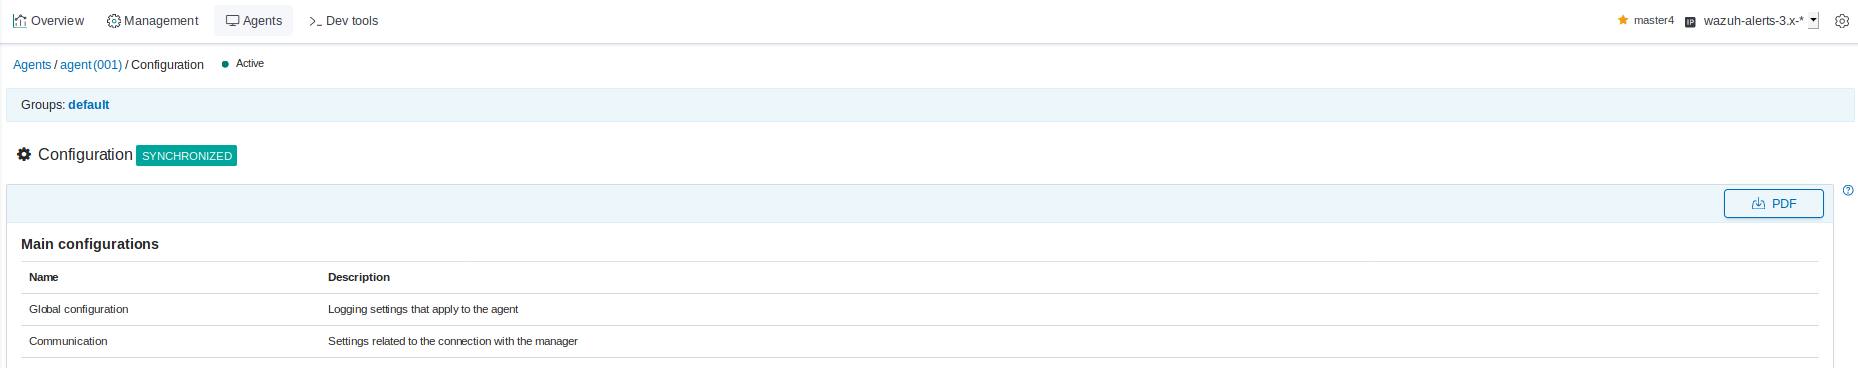 Overview Management Agents Dev tools master4 IP wazuh-alerts-3.x-*
Agents / agent (001) / Configuration Active
Groups: default
Configuration SYNCHRONIZED
PDF
Main configurations
Name Description
Global configuration Logging settings that apply to the agent
Communication Settings related to the connection with the manager